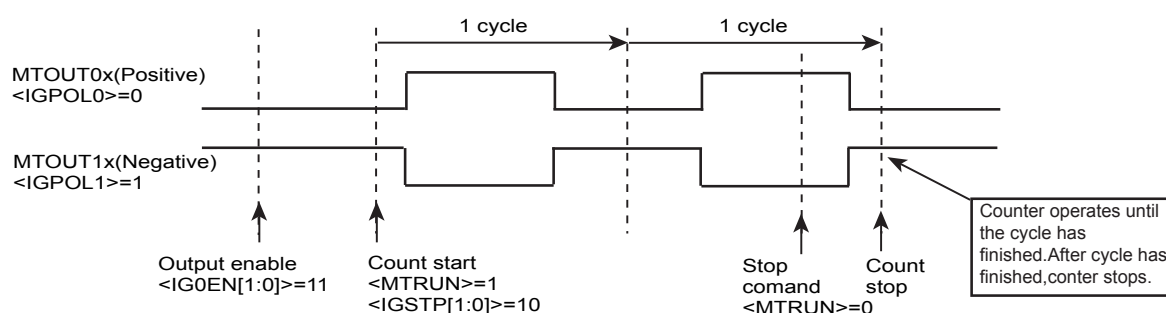 1 cycle
1 cycle
MTOUT0x(Positive)
<IGPOL0>=0
MTOUT1x(Negative)
<IGPOL1>=1
Output enable
<IG0EN[1:0]>=11
Count start
<MTRUN>=1
<IGSTP[1:0]>=10
Stop
comand
<MTRUN>=0
Count
stop
Counter operates until
the cycle has
finished.After cycle has
finished,conter stops.